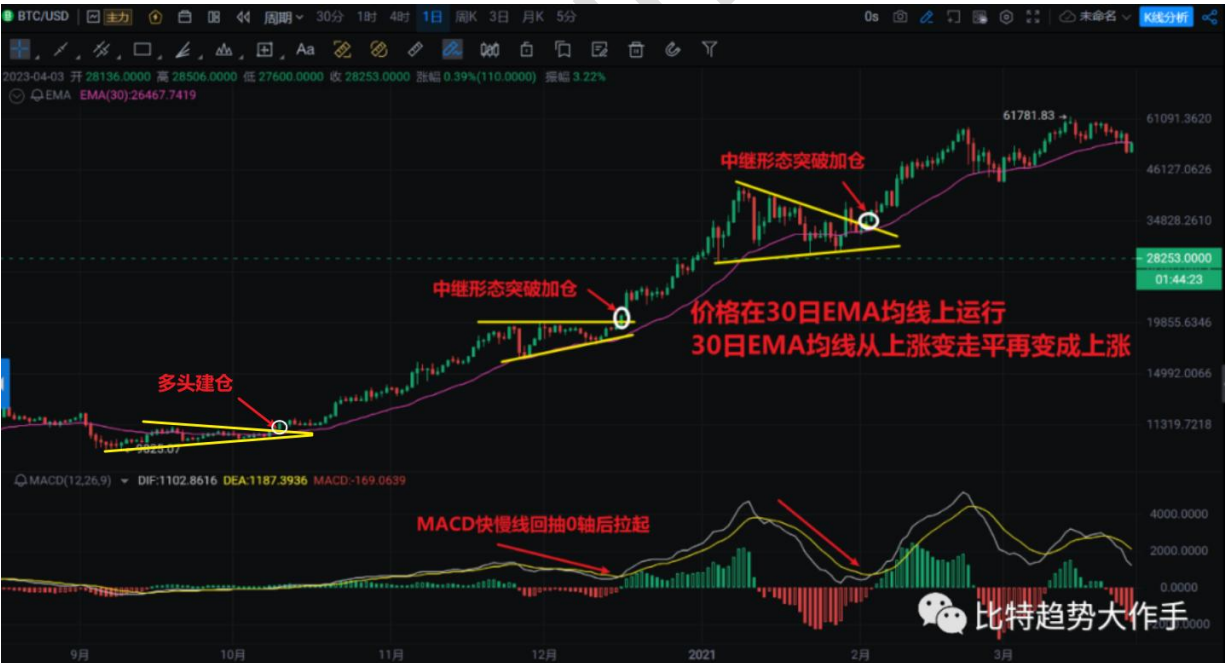 BTC/USD 主力 周期 30分 1时 4时 1日 周K 3日 月K 5分 0s 未命名 K线分析
Aa
2023-04-03 开 28136.0000 高 28506.0000 低 27600.0000 收 28253.0000 涨幅 0.39%(110.0000) 振幅 3.22%
EMA EMA(30):26467.7419
61781.83
61091.3620
中继形态突破加仓
46127.0626
34828.2610
28253.0000
01:44:23
中继形态突破加仓
价格在30日EMA均线上运行
19855.6346
30日EMA均线从上涨变走平再变成上涨
14992.0066
多头建仓
11319.7218
9825.07
MACD(12,26,9) DIF:1102.8616 DEA:1187.3936 MACD:-169.0639
4000.0000
MACD快慢线回抽0轴后拉起
2000.0000
0.0000
比特趋势大作手
9月 10月 11月 12月 2021 2月 3月